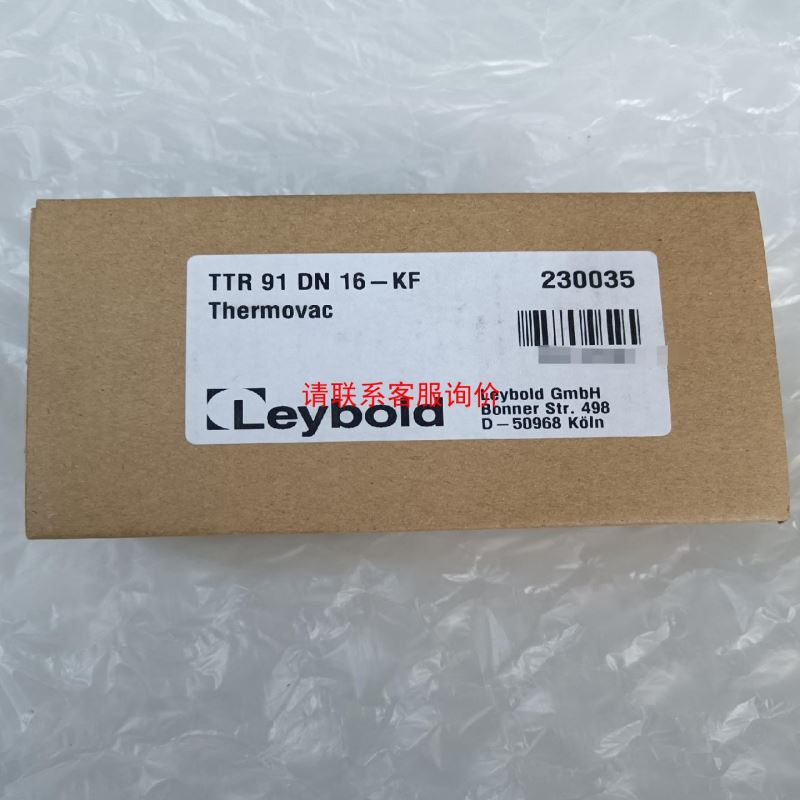 TTR 91 DN 16–KF
230035
Thermovac
请联系客服询价
Leybold
Leybold GmbH
Bonner Str. 498
D–50968 Köln